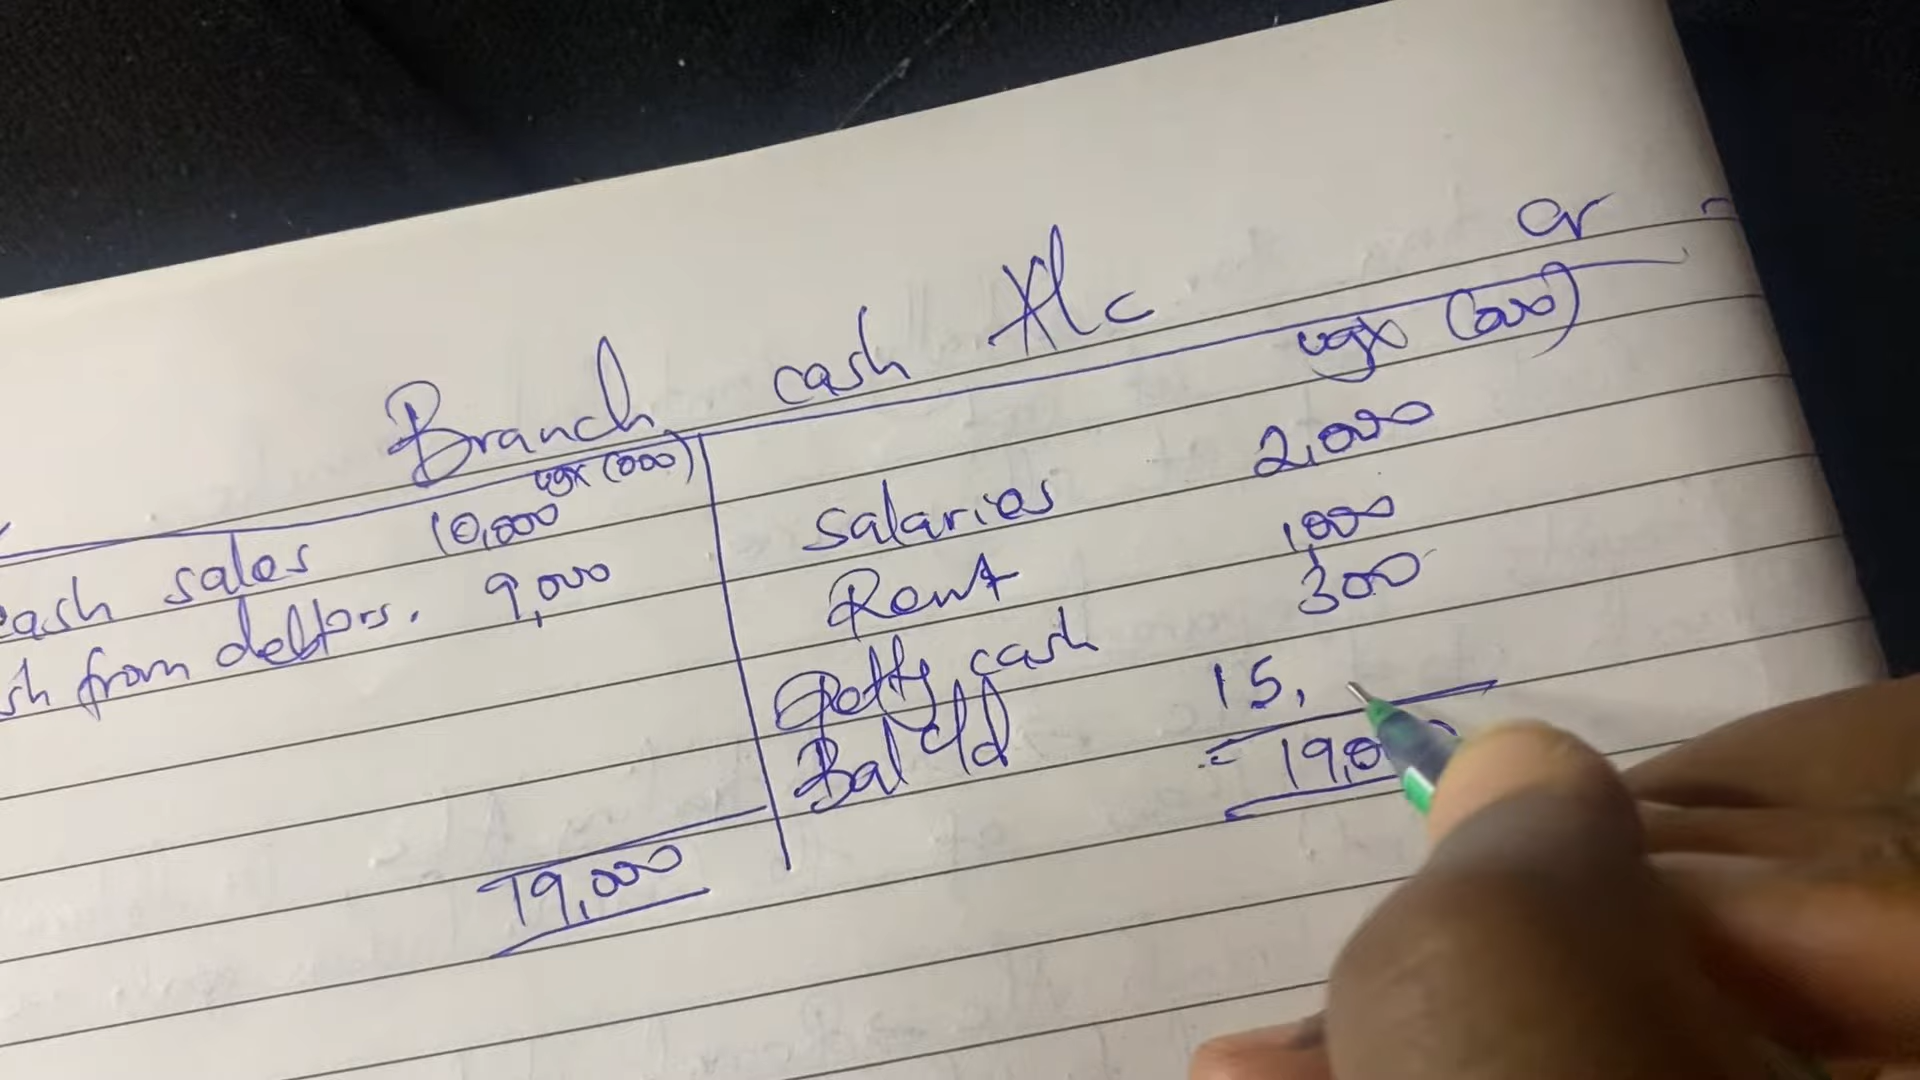 Cr
Branch cash A/c
ugx (000) ugx (000)
cash sales 10,000 Salaries 2,000
sh from debtors. 9,000 Rent 1,000
Petty cash 300
Bal c/d 15,
19,000 19,0